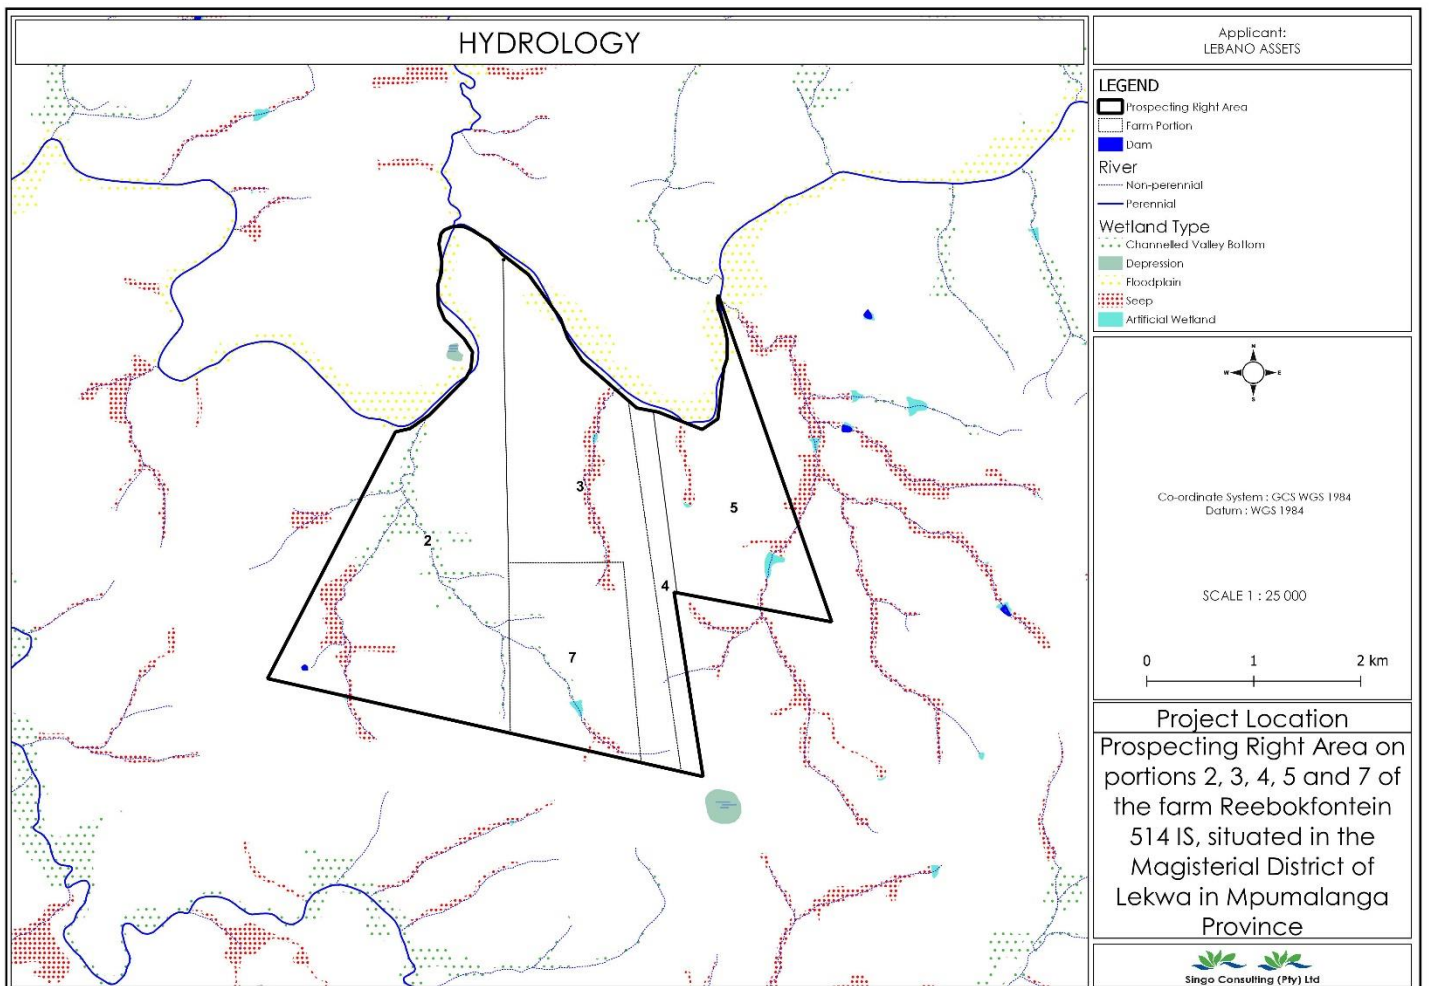 HYDROLOGY
2
3
4
5
7
Applicant:
LEBANO ASSETS
LEGEND
Prospecting Right Area
Farm Portion
Dam
River
Non-perennial
Perennial
Wetland Type
Channelled Valley Bottom
Depression
Floodplain
Seep
Artificial Wetland
N
W E
S
Co-ordinate System : GCS WGS 1984
Datum : WGS 1984
SCALE 1 : 25 000
0 1 2 km
Project Location
Prospecting Right Area on
portions 2, 3, 4, 5 and 7 of
the farm Reebokfontein
514 IS, situated in the
Magisterial District of
Lekwa in Mpumalanga
Province
Singo Consulting (Pty) Ltd